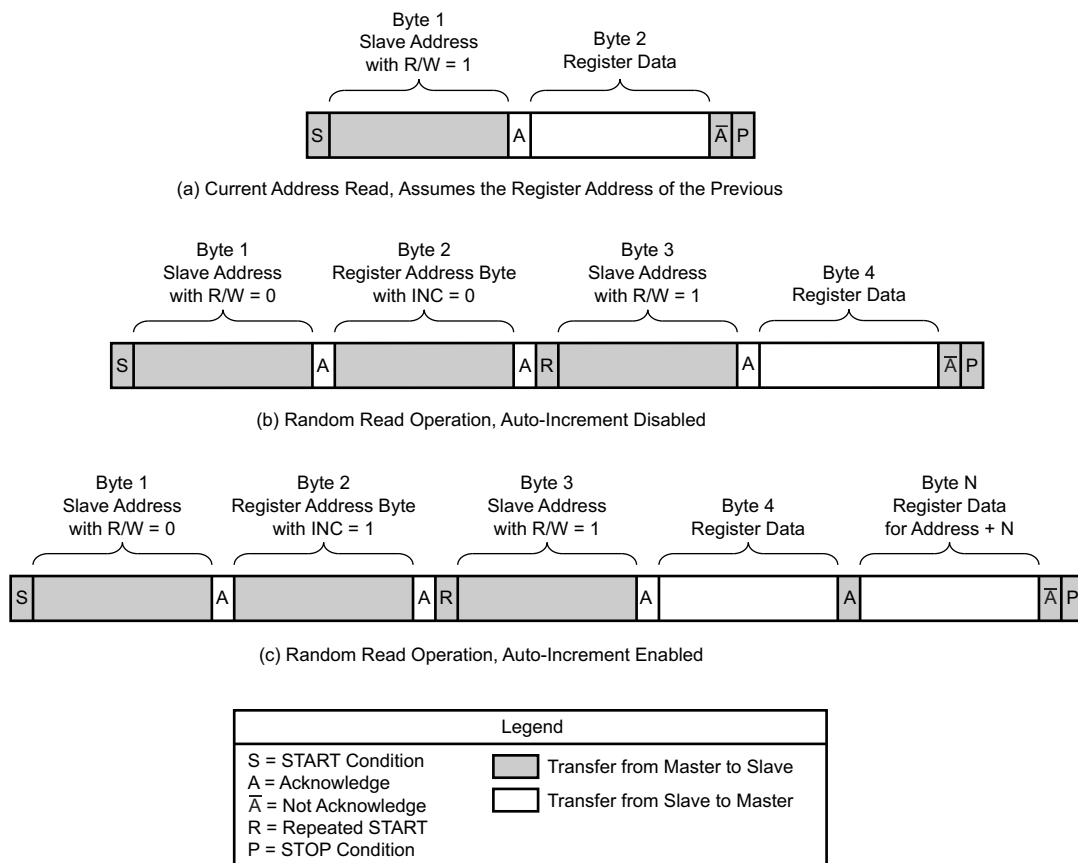 Byte 1
Slave Address
with R/W = 1
Byte 2
Register Data
S
A
A̅
P
(a) Current Address Read, Assumes the Register Address of the Previous
Byte 1
Slave Address
with R/W = 0
Byte 2
Register Address Byte
with INC = 0
Byte 3
Slave Address
with R/W = 1
Byte 4
Register Data
S
A
A
R
A
A̅
P
(b) Random Read Operation, Auto-Increment Disabled
Byte 1
Slave Address
with R/W = 0
Byte 2
Register Address Byte
with INC = 1
Byte 3
Slave Address
with R/W = 1
Byte 4
Register Data
Byte N
Register Data
for Address + N
S
A
A
R
A
A
A̅
P
(c) Random Read Operation, Auto-Increment Enabled
Legend
S = START Condition
A = Acknowledge
A̅ = Not Acknowledge
R = Repeated START
P = STOP Condition
Transfer from Master to Slave
Transfer from Slave to Master